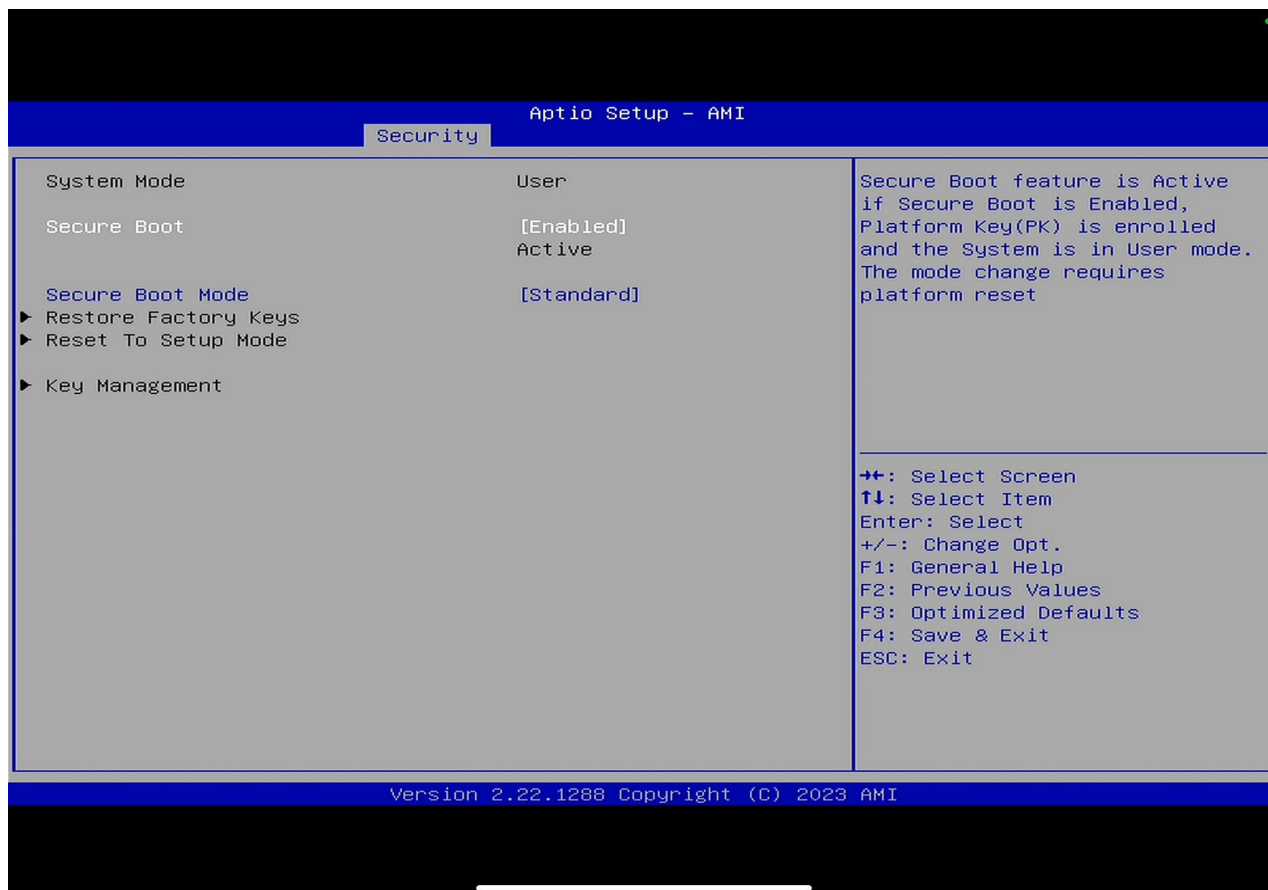 Aptio Setup – AMI
Security
System Mode User
Secure Boot [Enabled]
Active
Secure Boot Mode [Standard]
► Restore Factory Keys
► Reset To Setup Mode
► Key Management
Secure Boot feature is Active
if Secure Boot is Enabled,
Platform Key(PK) is enrolled
and the System is in User mode.
The mode change requires
platform reset
→←: Select Screen
↑↓: Select Item
Enter: Select
+/-: Change Opt.
F1: General Help
F2: Previous Values
F3: Optimized Defaults
F4: Save & Exit
ESC: Exit
Version 2.22.1288 Copyright (C) 2023 AMI